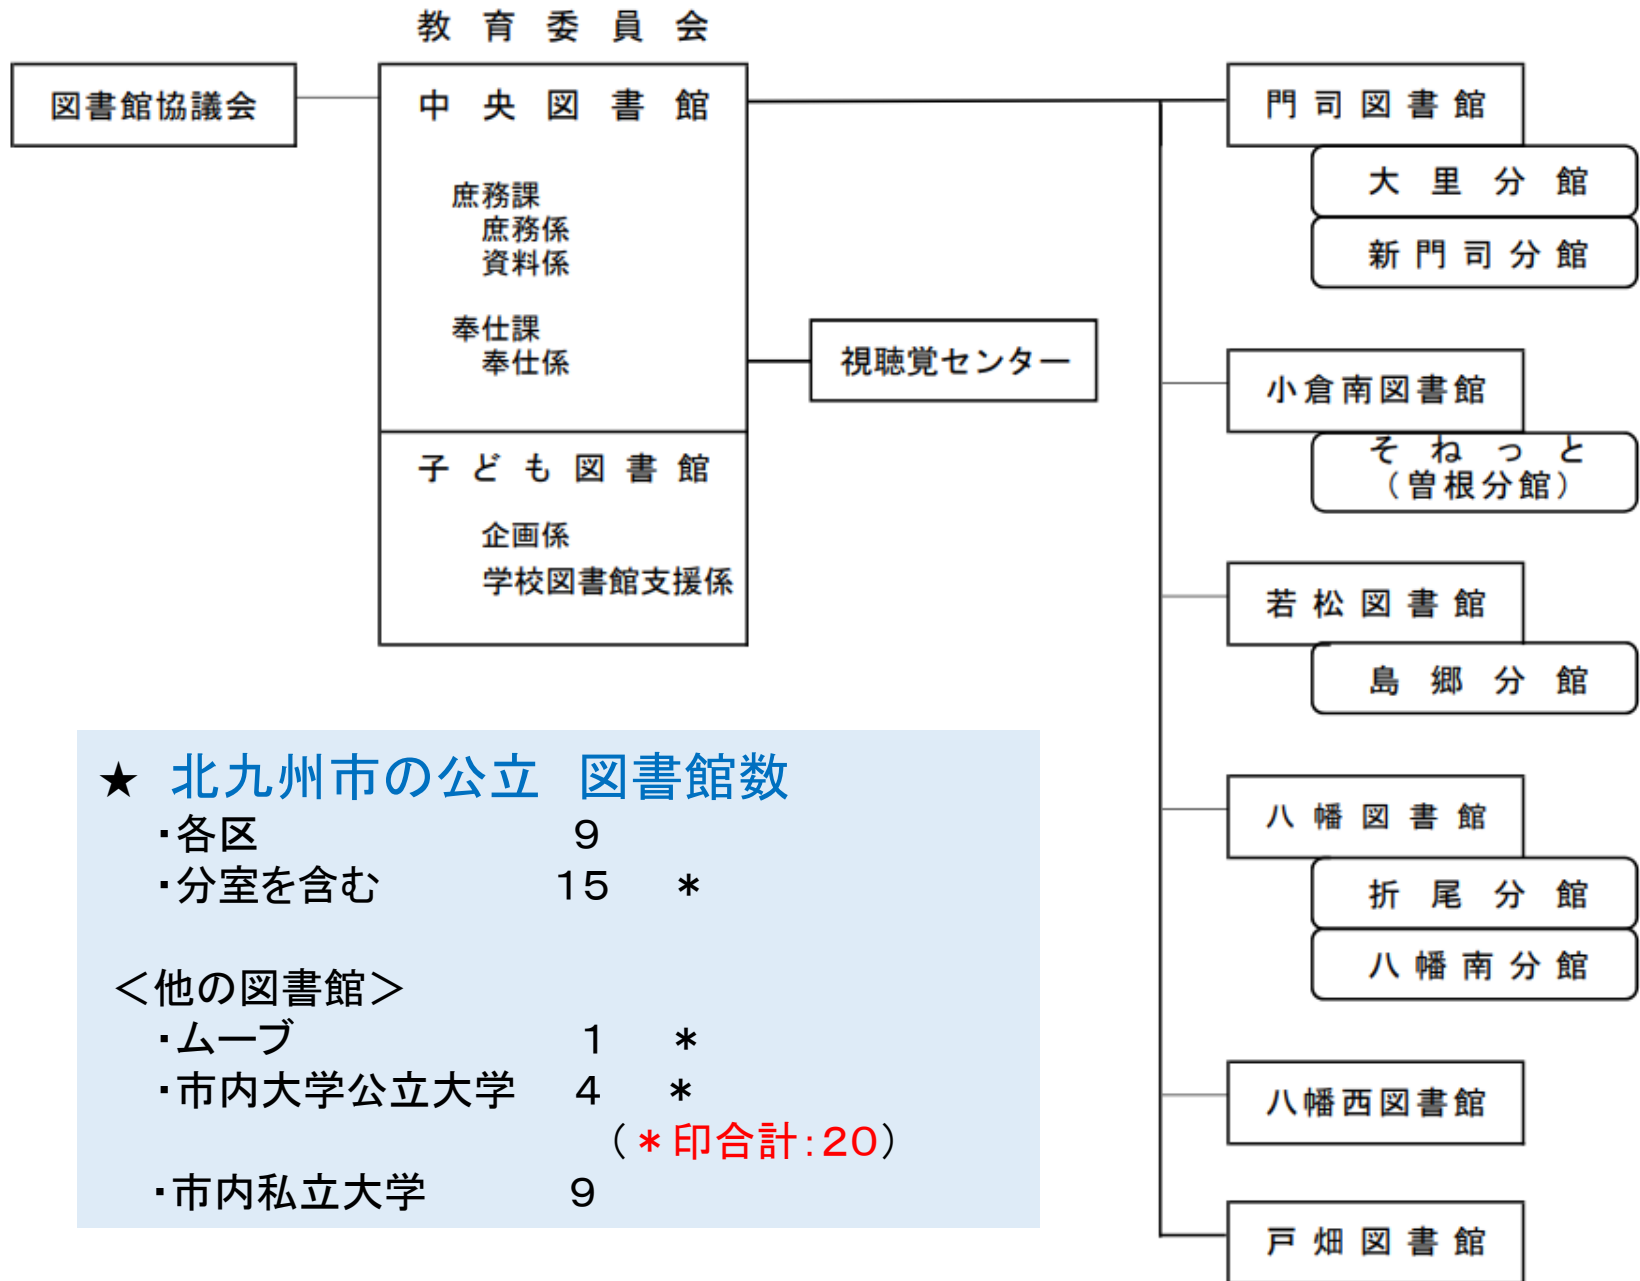 教育委員会
図書館協議会
中央図書館
庶務課
庶務係
資料係
奉仕課
奉仕係
子ども図書館
企画係
学校図書館支援係
視聴覚センター
門司図書館
大里分館
新門司分館
小倉南図書館
そねっと
（曽根分館）
若松図書館
島郷分館
八幡図書館
折尾分館
八幡南分館
八幡西図書館
戸畑図書館
★ 北九州市の公立 図書館数
・各区 9
・分室を含む 15 *
＜他の図書館＞
・ムーブ 1 *
・市内大学公立大学 4 *
（*印合計：20）
・市内私立大学 9